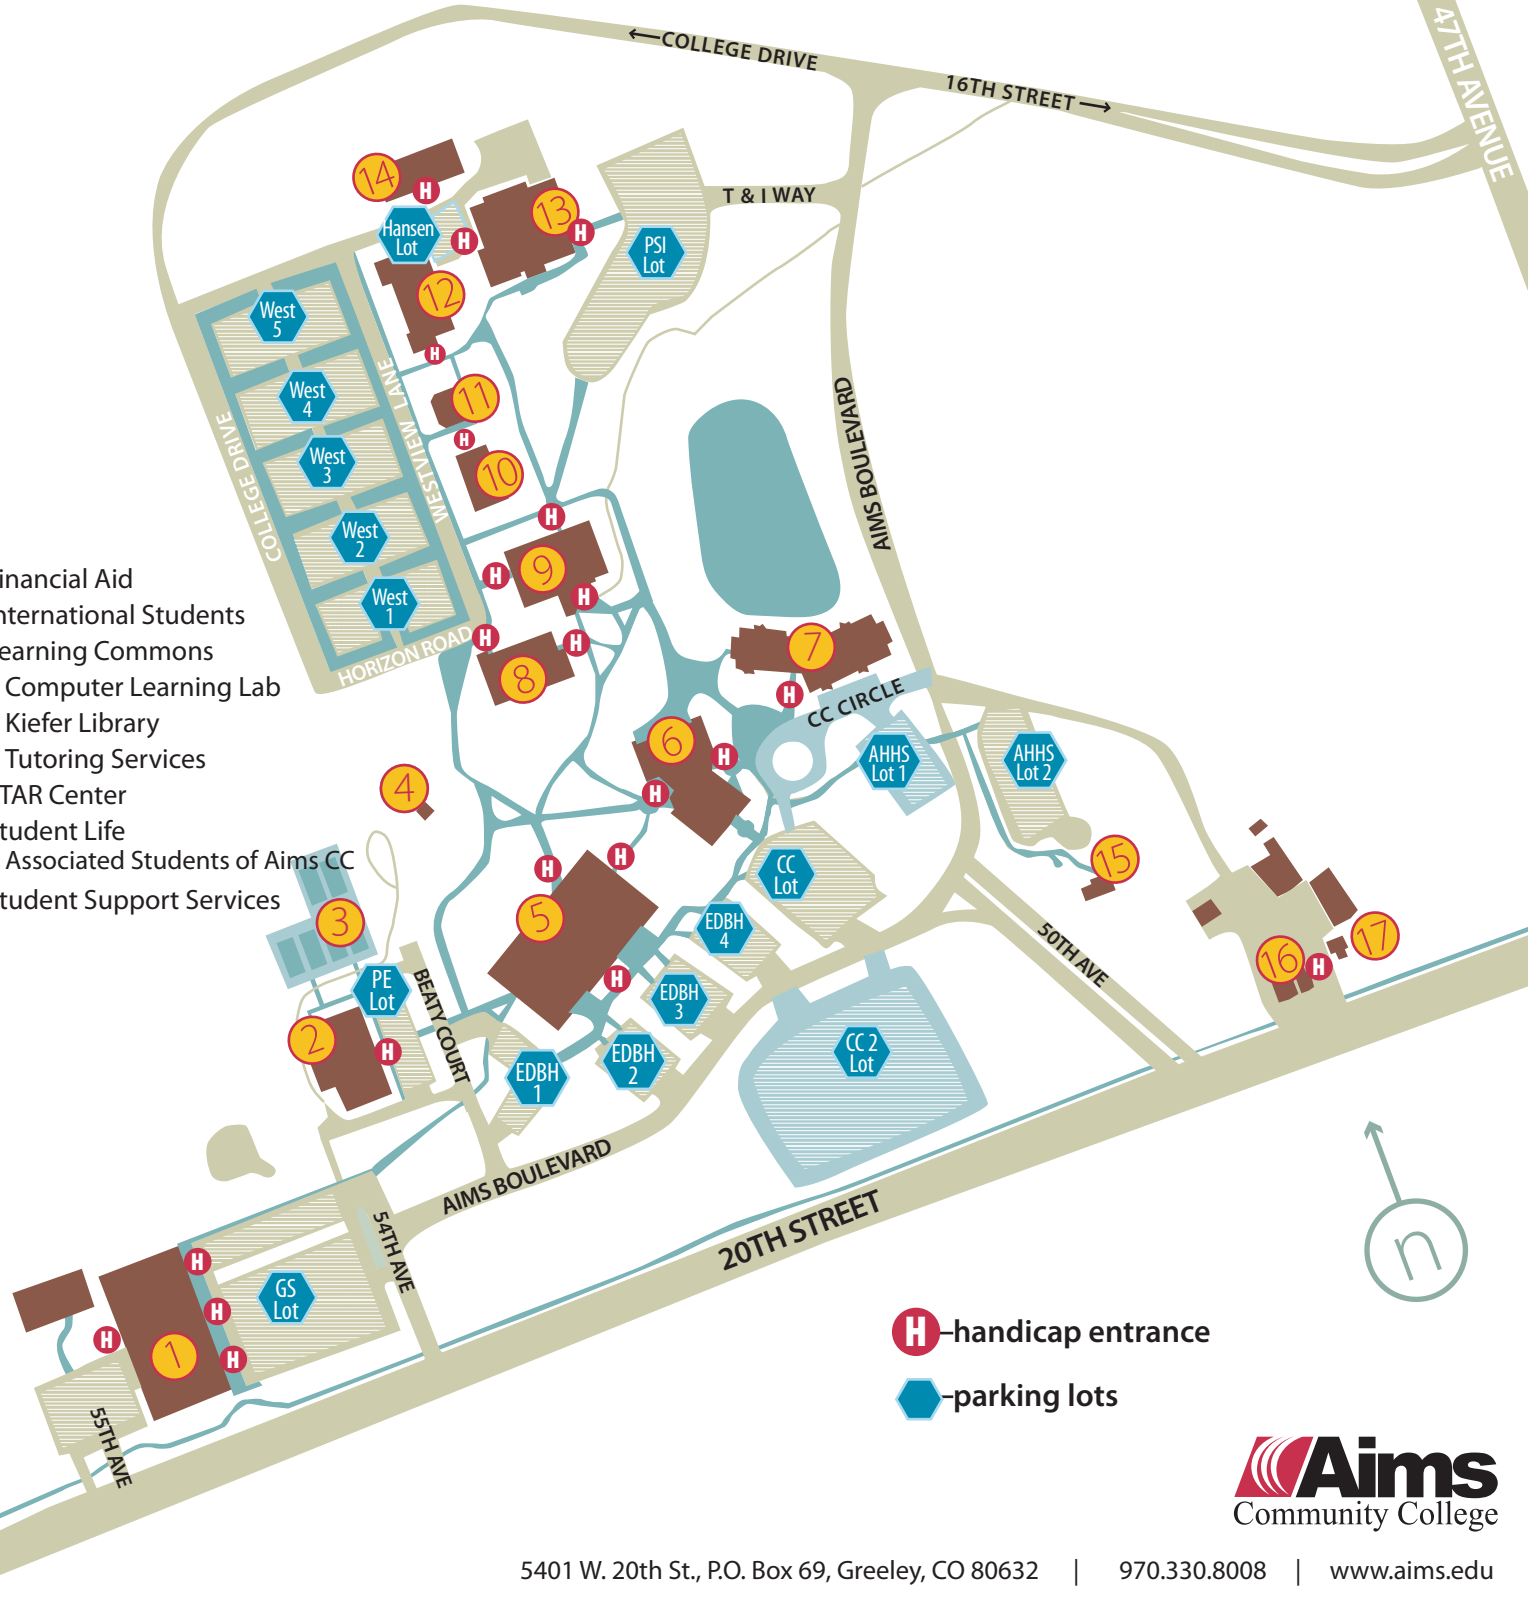 ←COLLEGE DRIVE
16TH STREET→
47TH AVENUE
14
H
13
H
Hansen
Lot
H
T & I WAY
PSI
Lot
12
H
West
5
West
4
West
3
West
2
West
1
COLLEGE DRIVE
WESTVIEW LANE
HORIZON ROAD
11
H
10
H
9
H
H
H
H
8
AIMS BOULEVARD
7
H
CC CIRCLE
6
H
H
AHHS
Lot 1
AHHS
Lot 2
inancial Aid
nternational Students
earning Commons
Computer Learning Lab
Kiefer Library
Tutoring Services
TAR Center
tudent Life
Associated Students of Aims CC
tudent Support Services
4
3
H
H
5
H
CC
Lot
EDBH
4
EDBH
3
EDBH
2
EDBH
1
15
50TH AVE
16
H
17
PE
Lot
BEATY COURT
2
H
CC 2
Lot
AIMS BOULEVARD
20TH STREET
54TH AVE
H
H
H
H
GS
Lot
1
55TH AVE
n
H–handicap entrance
–parking lots
Aims
Community College
5401 W. 20th St., P.O. Box 69, Greeley, CO 80632 | 970.330.8008 | www.aims.edu